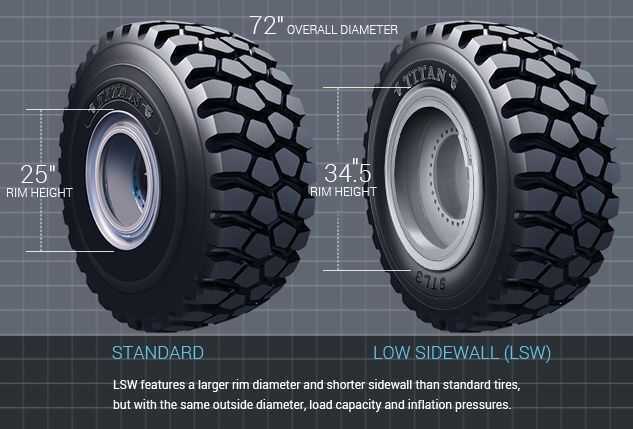 72" OVERALL DIAMETER
TITAN
TITAN
25"
RIM HEIGHT
34.5"
RIM HEIGHT
STL3
STANDARD
LOW SIDEWALL (LSW)
LSW features a larger rim diameter and shorter sidewall than standard tires,
but with the same outside diameter, load capacity and inflation pressures.